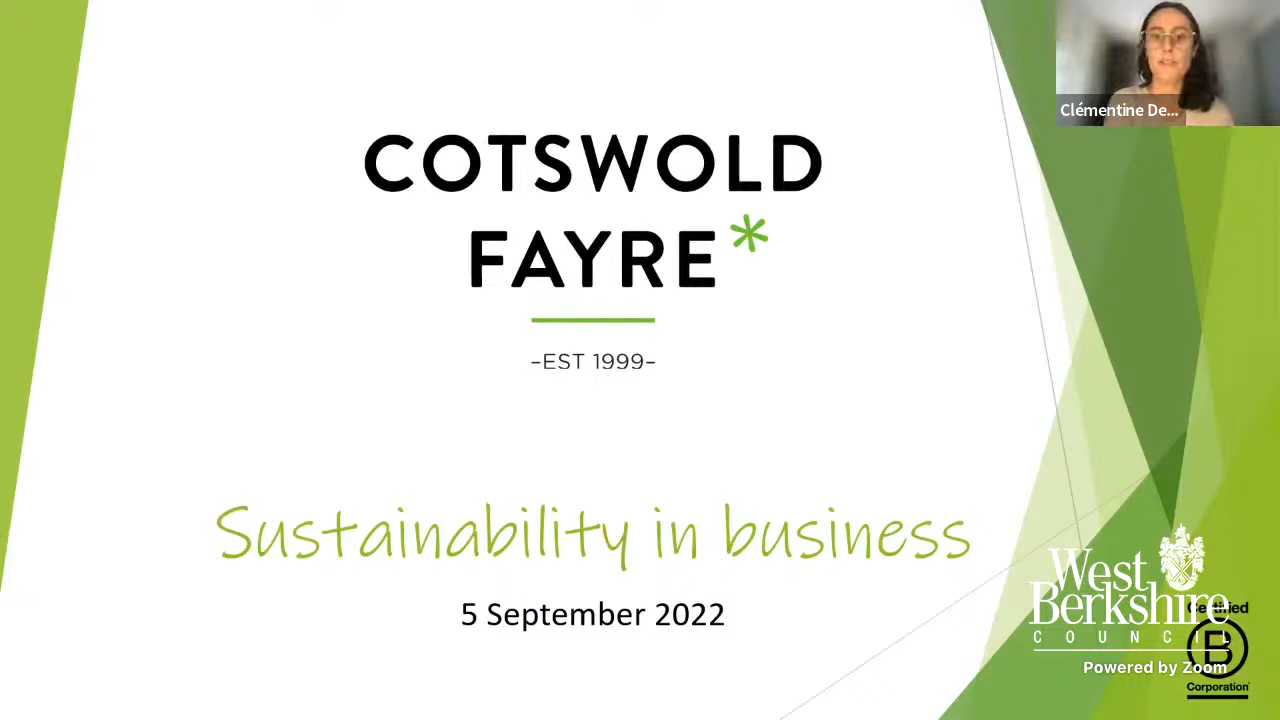 Clémentine De...
COTSWOLD
FAYRE*
-EST 1999-
Sustainability in business
5 September 2022
West
Berkshire
COUNCIL
Powered by Zoom
Certified
B
Corporation